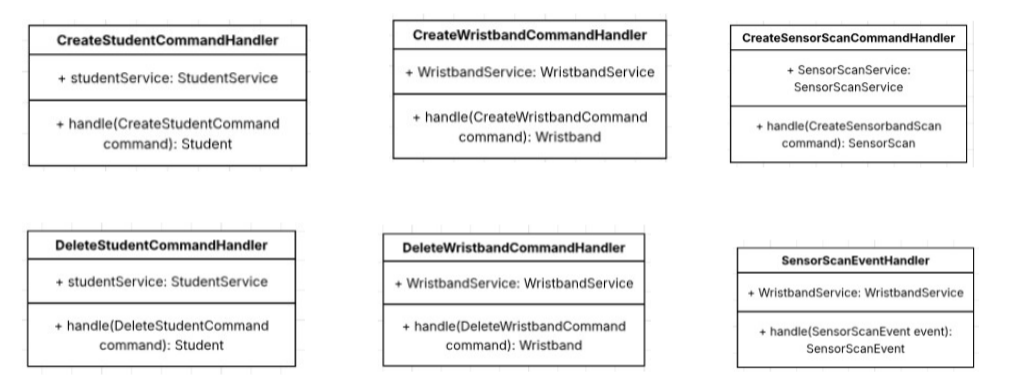 CreateStudentCommandHandler
+ studentService: StudentService
+ handle(CreateStudentCommand
command): Student
CreateWristbandCommandHandler
+ WristbandService: WristbandService
+ handle(CreateWristbandCommand
command): Wristband
CreateSensorScanCommandHandler
+ SensorScanService:
SensorScanService
+ handle(CreateSensorbandScan
command): SensorScan
DeleteStudentCommandHandler
+ studentService: StudentService
+ handle(DeleteStudentCommand
command): Student
DeleteWristbandCommandHandler
+ WristbandService: WristbandService
+ handle(DeleteWristbandCommand
command): Wristband
SensorScanEventHandler
+ WristbandService: WristbandService
+ handle(SensorScanEvent event):
SensorScanEvent